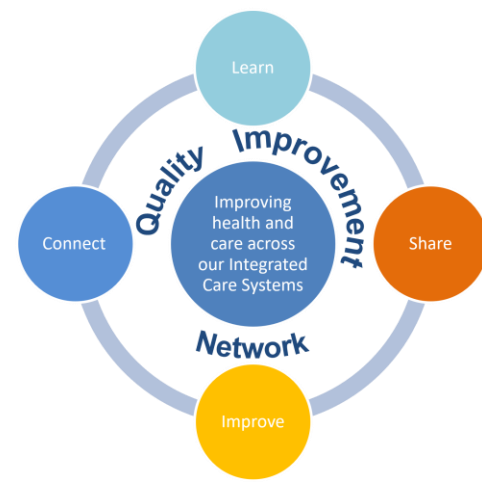 Learn
Quality Improvement
Network
Improving
health and
care across
our Integrated
Care Systems
Connect
Share
Improve